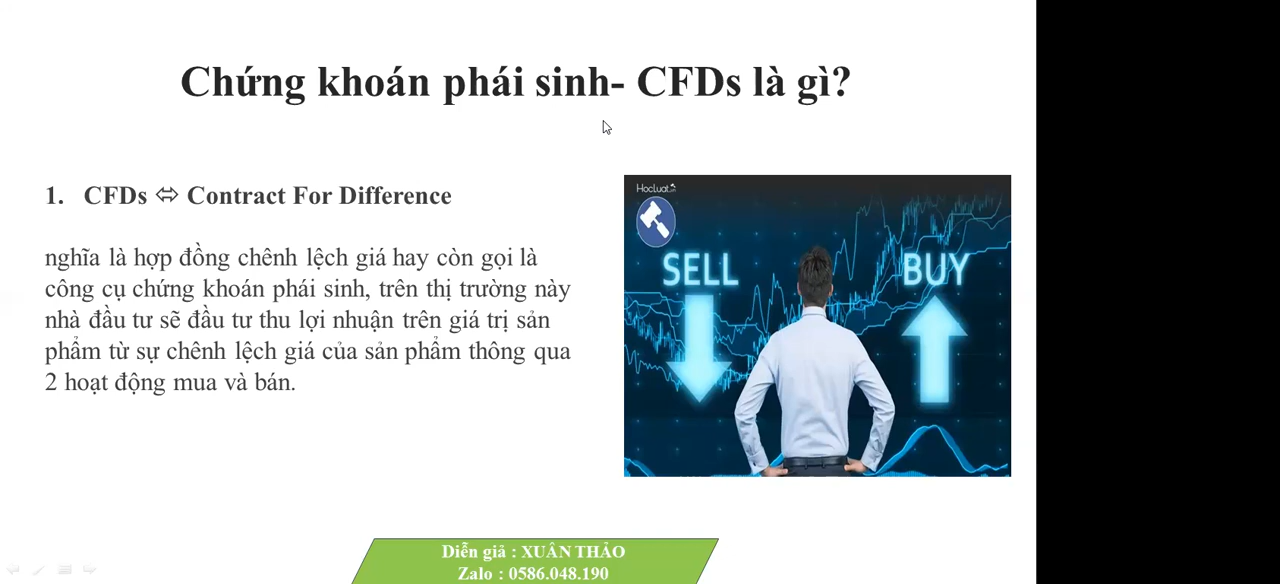 Chứng khoán phái sinh- CFDs là gì?
1. CFDs ⇔ Contract For Difference
nghĩa là hợp đồng chênh lệch giá hay còn gọi là
công cụ chứng khoán phái sinh, trên thị trường này
nhà đầu tư sẽ đầu tư thu lợi nhuận trên giá trị sản
phẩm từ sự chênh lệch giá của sản phẩm thông qua
2 hoạt động mua và bán.
HocLuat.vn
SELL
BUY
Diễn giả : XUÂN THẢO
Zalo : 0586.048.190